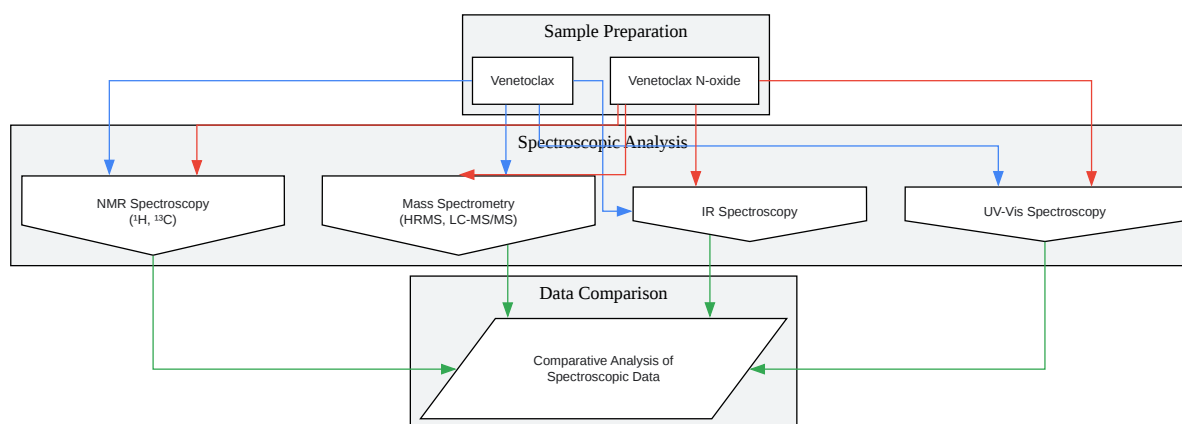 Sample Preparation
Venetoclax
Venetoclax N-oxide
Spectroscopic Analysis
NMR Spectroscopy
(¹H, ¹³C)
Mass Spectrometry
(HRMS, LC-MS/MS)
IR Spectroscopy
UV-Vis Spectroscopy
Data Comparison
Comparative Analysis of
Spectroscopic Data